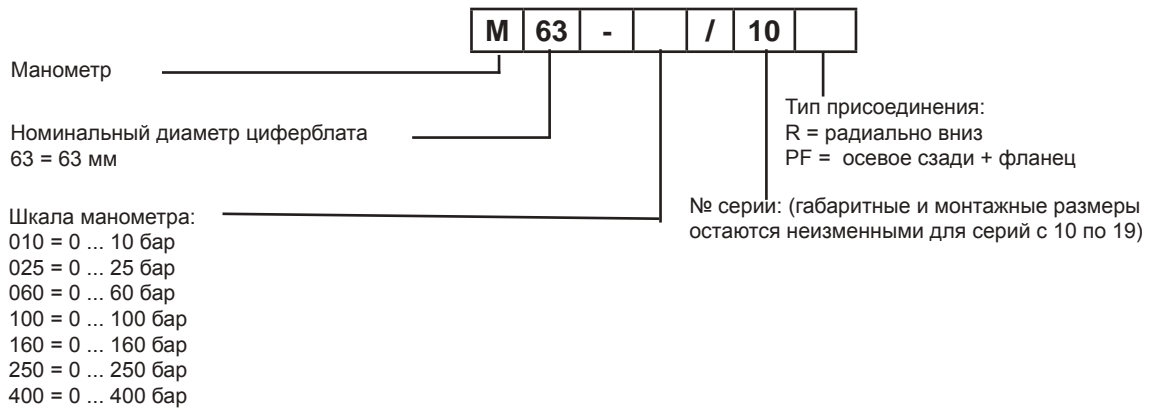 М 63 - / 10
Манометр
Номинальный диаметр циферблата
63 = 63 мм
Тип присоединения:
R = радиально вниз
PF = осевое сзади + фланец
Шкала манометра:
010 = 0 ... 10 бар
025 = 0 ... 25 бар
060 = 0 ... 60 бар
100 = 0 ... 100 бар
160 = 0 ... 160 бар
250 = 0 ... 250 бар
400 = 0 ... 400 бар
№ серии: (габаритные и монтажные размеры
остаются неизменными для серий с 10 по 19)